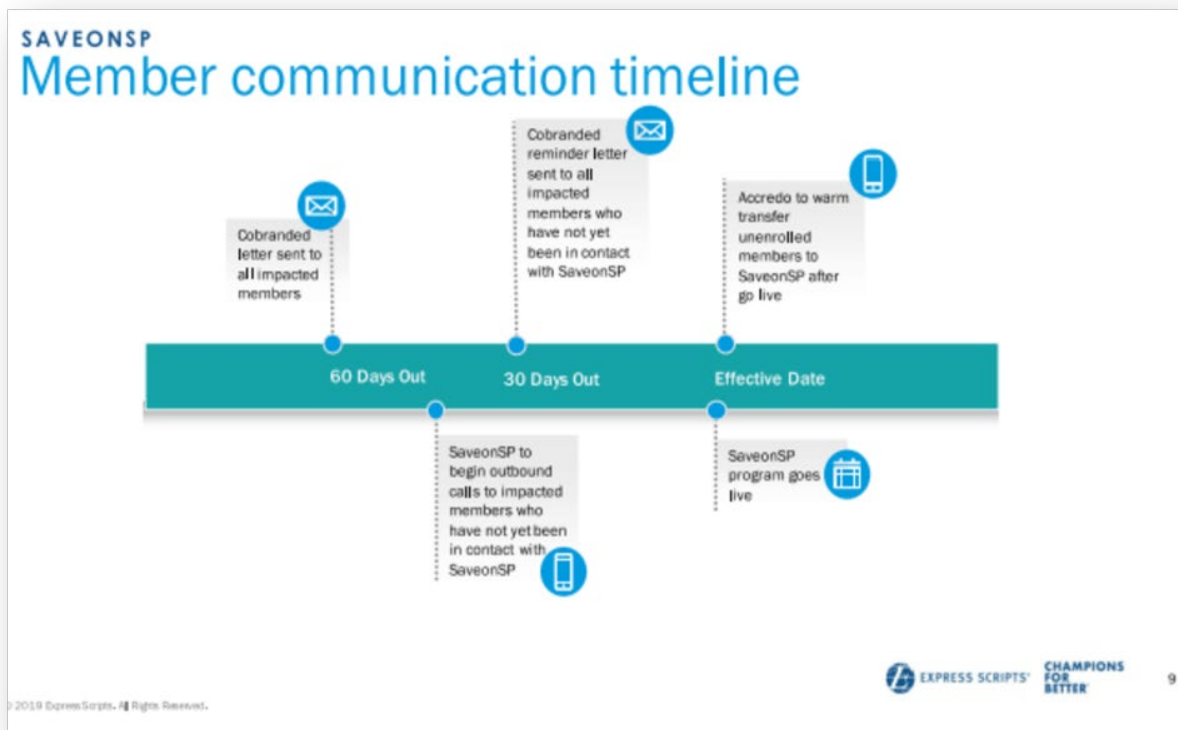 SAVEONSP
Member communication timeline
Cobranded
letter sent to
all impacted
members
Cobranded
reminder letter
sent to all
impacted
members who
have not yet
been in contact
with SaveonSP
Accredo to warm
transfer
unenrolled
members to
SaveonSP after
go live
60 Days Out
30 Days Out
Effective Date
SaveonSP to
begin outbound
calls to impacted
members who
have not yet been
in contact with
SaveonSP
SaveonSP
program goes
live
EXPRESS SCRIPTS®
CHAMPIONS
FOR
BETTER
9
© 2019 Express Scripts. All Rights Reserved.